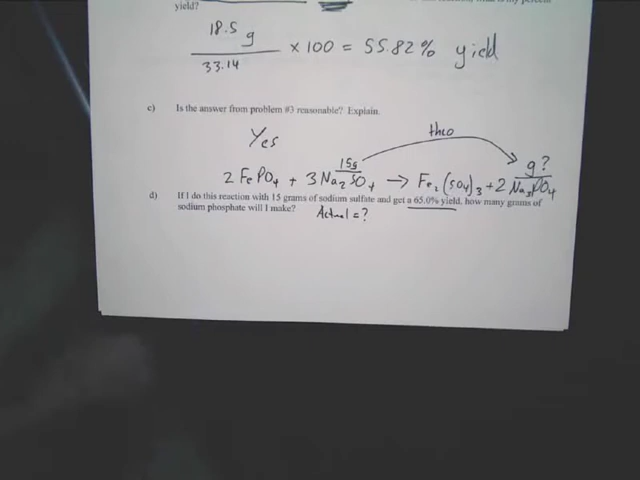 yield?
18.5 g
33.14
× 100 = 55.82% yield
c) Is the answer from problem #3 reasonable? Explain.
Yes
theo
15g
g?
2 FePO4 + 3 Na2SO4 → Fe2(SO4)3 + 2 Na3PO4
d) If I do this reaction with 15 grams of sodium sulfate and get a 65.0% yield, how many grams of
sodium phosphate will I make?
Actual = ?